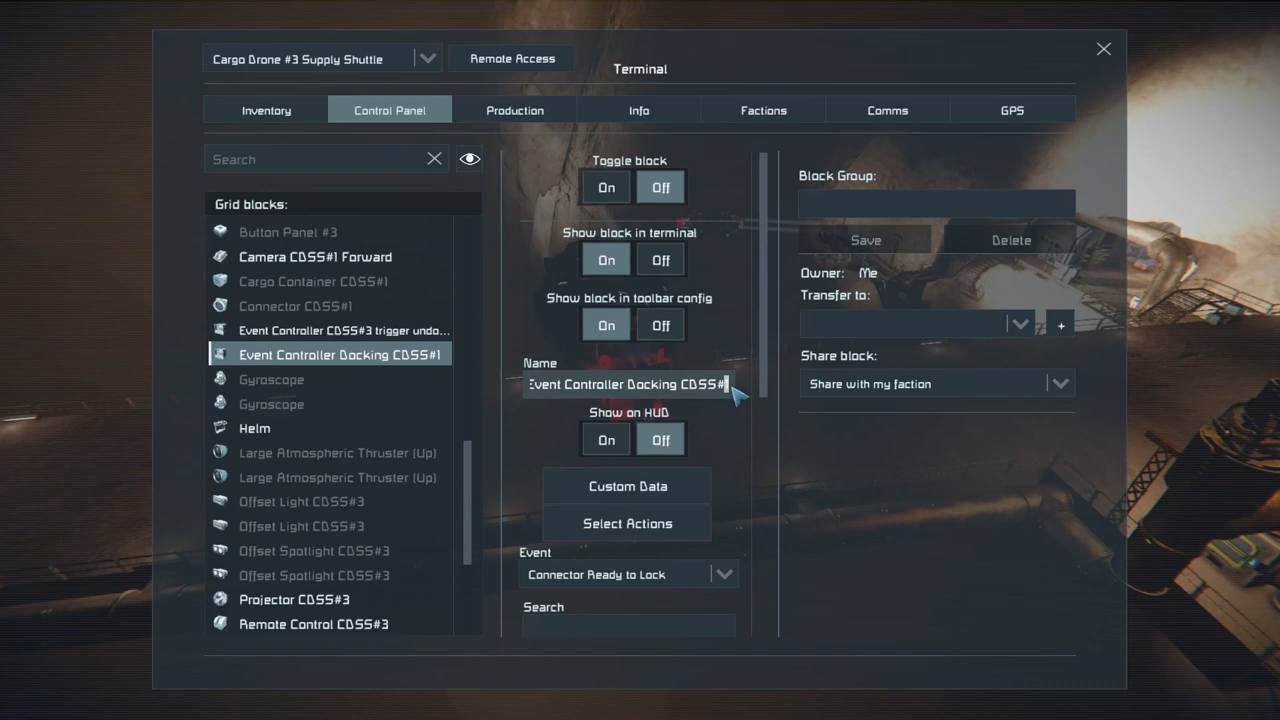 Cargo Drone #3 Supply Shuttle
Remote Access
Terminal
Inventory
Control Panel
Production
Info
Factions
Comms
GPS
Search
Grid blocks:
Button Panel #3
Camera CDSS#1 Forward
Cargo Container CDSS#1
Connector CDSS#1
Event Controller CDSS#3 trigger undo...
Event Controller Docking CDSS#1
Gyroscope
Gyroscope
Helm
Large Atmospheric Thruster (Up)
Large Atmospheric Thruster (Up)
Offset Light CDSS#3
Offset Light CDSS#3
Offset Spotlight CDSS#3
Offset Spotlight CDSS#3
Projector CDSS#3
Remote Control CDSS#3
Toggle block
On Off
Show block in terminal
On Off
Show block in toolbar config
On Off
Name
Event Controller Docking CDSS#
Show on HUD
On Off
Custom Data
Select Actions
Event
Connector Ready to Lock
Search
Block Group:
Save Delete
Owner: Me
Transfer to:
+
Share block:
Share with my faction